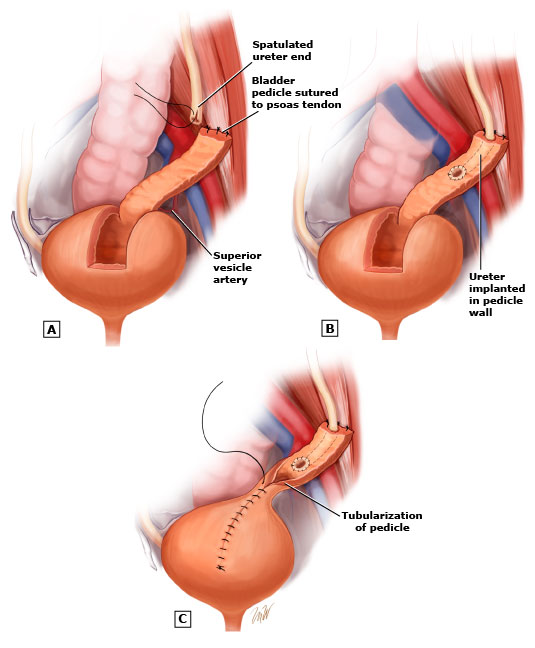 Spatulated
ureter end
Bladder
pedicle sutured
to psoas tendon
Superior
vesicle
artery
A
Ureter
implanted
in pedicle
wall
B
Tubularization
of pedicle
C